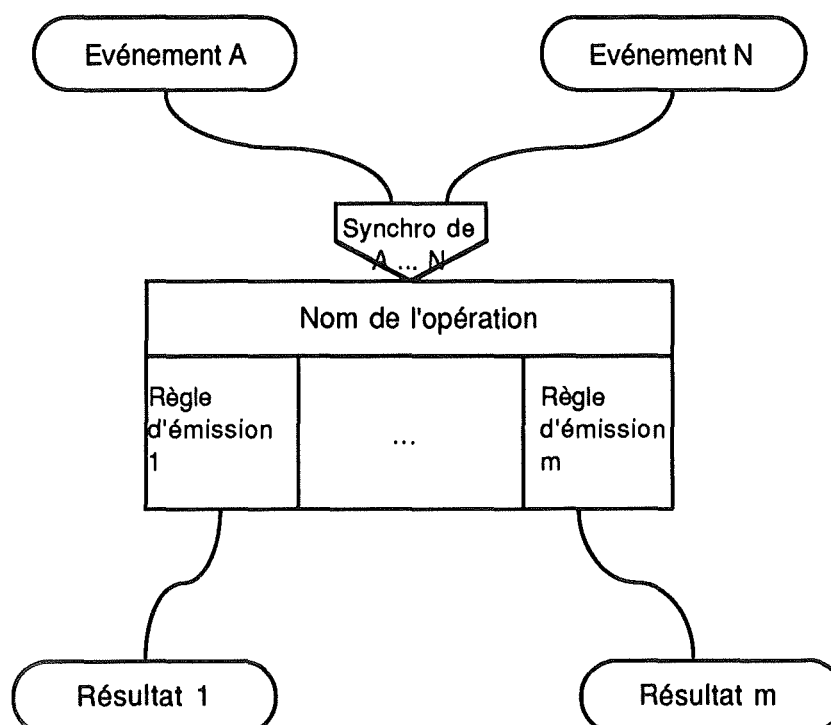 Evénement A
Evénement N
Synchro de
A ... N
Nom de l'opération
Règle
d'émission
1
...
Règle
d'émission
m
Résultat 1
Résultat m